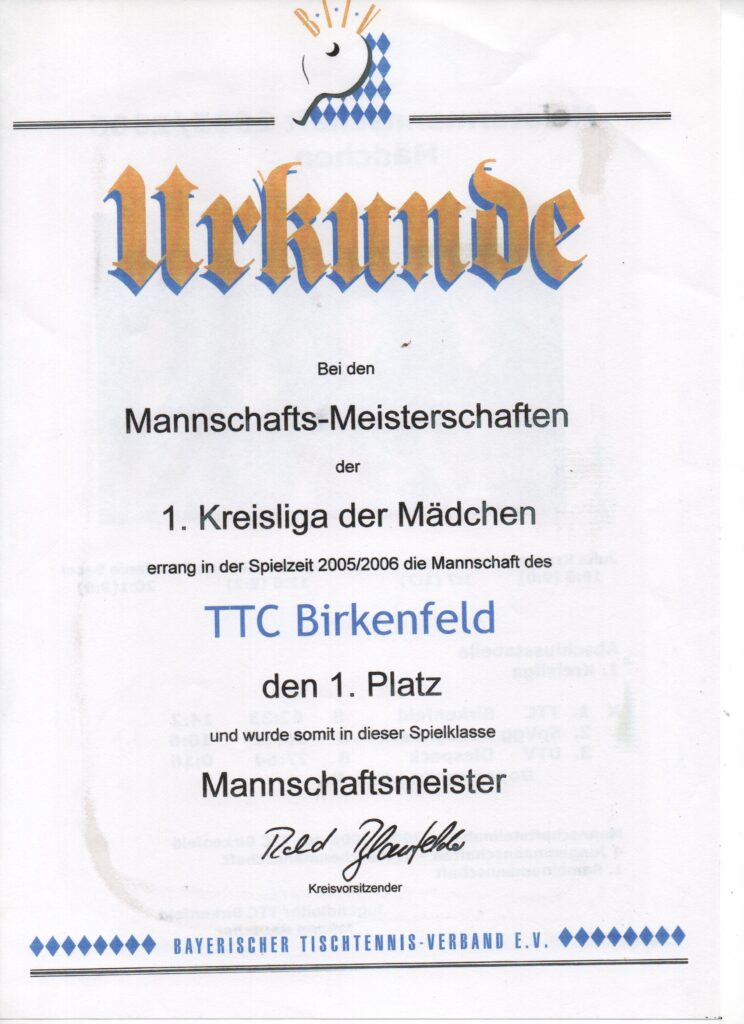 BTTV
Urkunde
Bei den
Mannschafts-Meisterschaften
der
1. Kreisliga der Mädchen
errang in der Spielzeit 2005/2006 die Mannschaft des
TTC Birkenfeld
den 1. Platz
und wurde somit in dieser Spielklasse
Mannschaftsmeister
Kreisvorsitzender
BAYERISCHER TISCHTENNIS-VERBAND E.V.